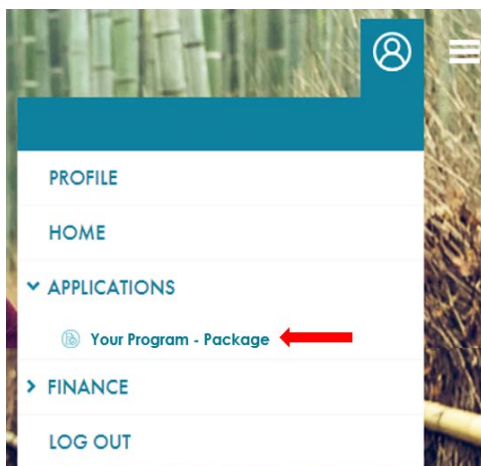 PROFILE
HOME
APPLICATIONS
Your Program - Package
FINANCE
LOG OUT